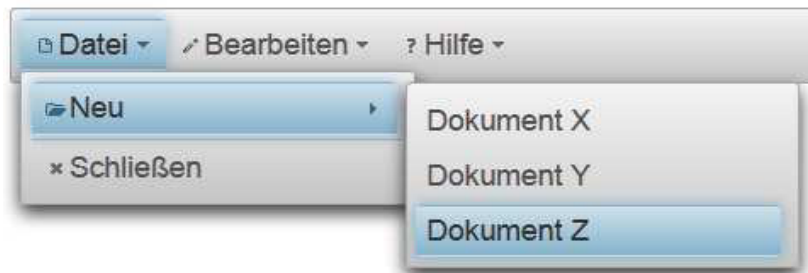 Datei Bearbeiten ? Hilfe
Neu
Schließen
Dokument X
Dokument Y
Dokument Z